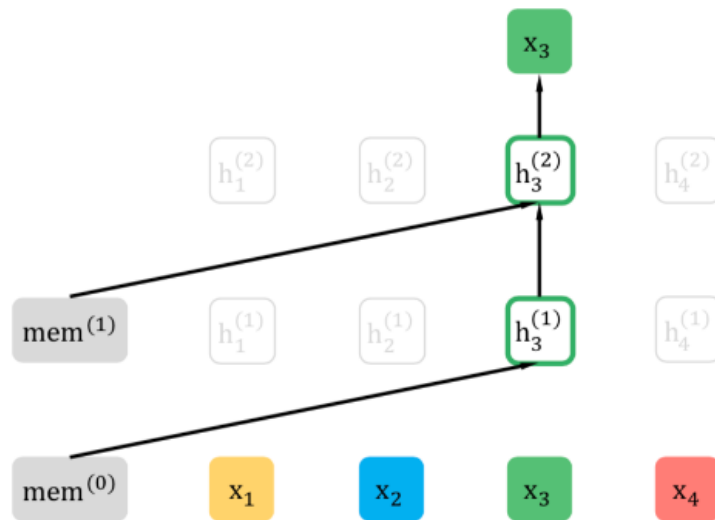 x₃
h₁⁽²⁾ h₂⁽²⁾ h₃⁽²⁾ h₄⁽²⁾
mem⁽¹⁾ h₁⁽¹⁾ h₂⁽¹⁾ h₃⁽¹⁾ h₄⁽¹⁾
mem⁽⁰⁾ x₁ x₂ x₃ x₄